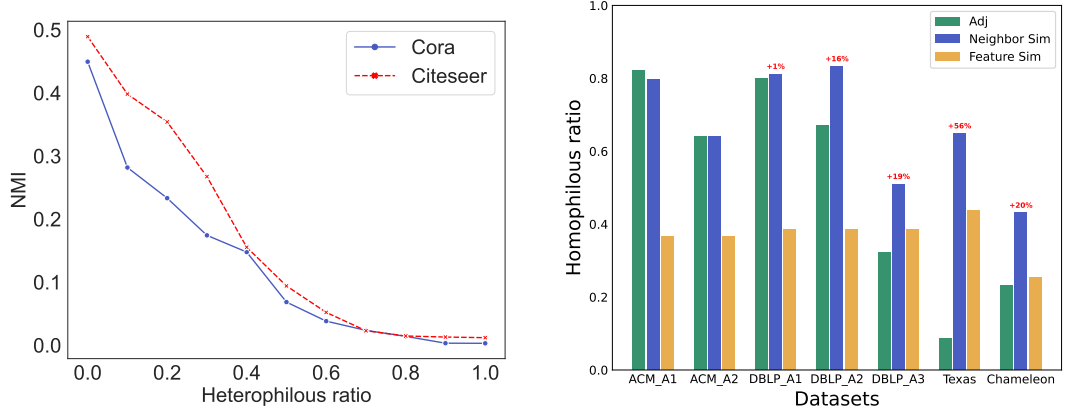 NMI
0.5
0.4
0.3
0.2
0.1
0.0
Cora
Citeseer
0.0 0.2 0.4 0.6 0.8 1.0
Heterophilous ratio
Homophilous ratio
1.0
0.8
0.6
0.4
0.2
0.0
Adj
Neighbor Sim
Feature Sim
+1%
+16%
+19%
+56%
+20%
ACM_A1 ACM_A2 DBLP_A1 DBLP_A2 DBLP_A3 Texas Chameleon
Datasets